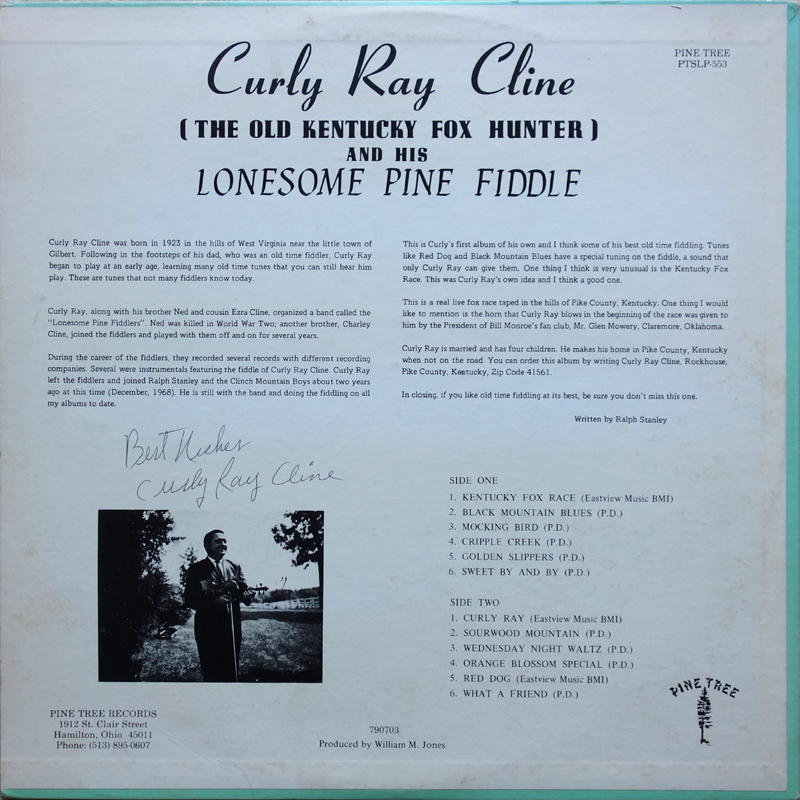 Curly Ray Cline
PINE TREE
PTSLP-553
( THE OLD KENTUCKY FOX HUNTER )
AND HIS
LONESOME PINE FIDDLE
Curly Ray Cline was born in 1923 in the hills of West Virginia near the little town of
Gilbert. Following in the footsteps of his dad, who was an old time fiddler, Curly Ray
began to play at an early age, learning many old time tunes that you can still hear him
play. These are tunes that not many fiddlers know today.
Curly Ray, along with his brother Ned and cousin Ezra Cline, organized a band called the
"Lonesome Pine Fiddlers". Ned was killed in World War Two; another brother, Charley
Cline, joined the fiddlers and played with them off and on for several years.
During the career of the fiddlers, they recorded several records with different recording
companies. Several were instrumentals featuring the fiddle of Curly Ray Cline. Curly Ray
left the fiddlers and joined Ralph Stanley and the Clinch Mountain Boys about two years
ago at this time (December, 1968). He is still with the band and doing the fiddling on all
my albums to date.
This is Curly's first album of his own and I think some of his best old time fiddling. Tunes
like Red Dog and Black Mountain Blues have a special tuning on the fiddle, a sound that
only Curly Ray can give them. One thing I think is very unusual is the Kentucky Fox
Race. This was Curly Ray's own idea and I think a good one.
This is a real live fox race taped in the hills of Pike County, Kentucky. One thing I would
like to mention is the horn that Curly Ray blows in the beginning of the race was given to
him by the President of Bill Monroe's fan club, Mr. Glen Mowery, Claremore, Oklahoma.
Curly Ray is married and has four children. He makes his home in Pike County, Kentucky
when not on the road. You can order this album by writing Curly Ray Cline, Rockhouse,
Pike County, Kentucky, Zip Code 41561.
In closing, if you like old time fiddling at its best, be sure you don't miss this one.
Written by Ralph Stanley
Best Wishes
Curly Ray Cline
SIDE ONE
1. KENTUCKY FOX RACE (Eastview Music BMI)
2. BLACK MOUNTAIN BLUES (P.D.)
3. MOCKING BIRD (P.D.)
4. CRIPPLE CREEK (P.D.)
5. GOLDEN SLIPPERS (P.D.)
6. SWEET BY AND BY (P.D.)
SIDE TWO
1. CURLY RAY (Eastview Music BMI)
2. SOURWOOD MOUNTAIN (P.D.)
3. WEDNESDAY NIGHT WALTZ (P.D.)
4. ORANGE BLOSSOM SPECIAL (P.D.)
5. RED DOG (Eastview Music BMI)
6. WHAT A FRIEND (P.D.)
PINE TREE
PINE TREE RECORDS
1912 St. Clair Street
Hamilton, Ohio 45011
Phone: (513) 895-0607
790703
Produced by William M. Jones